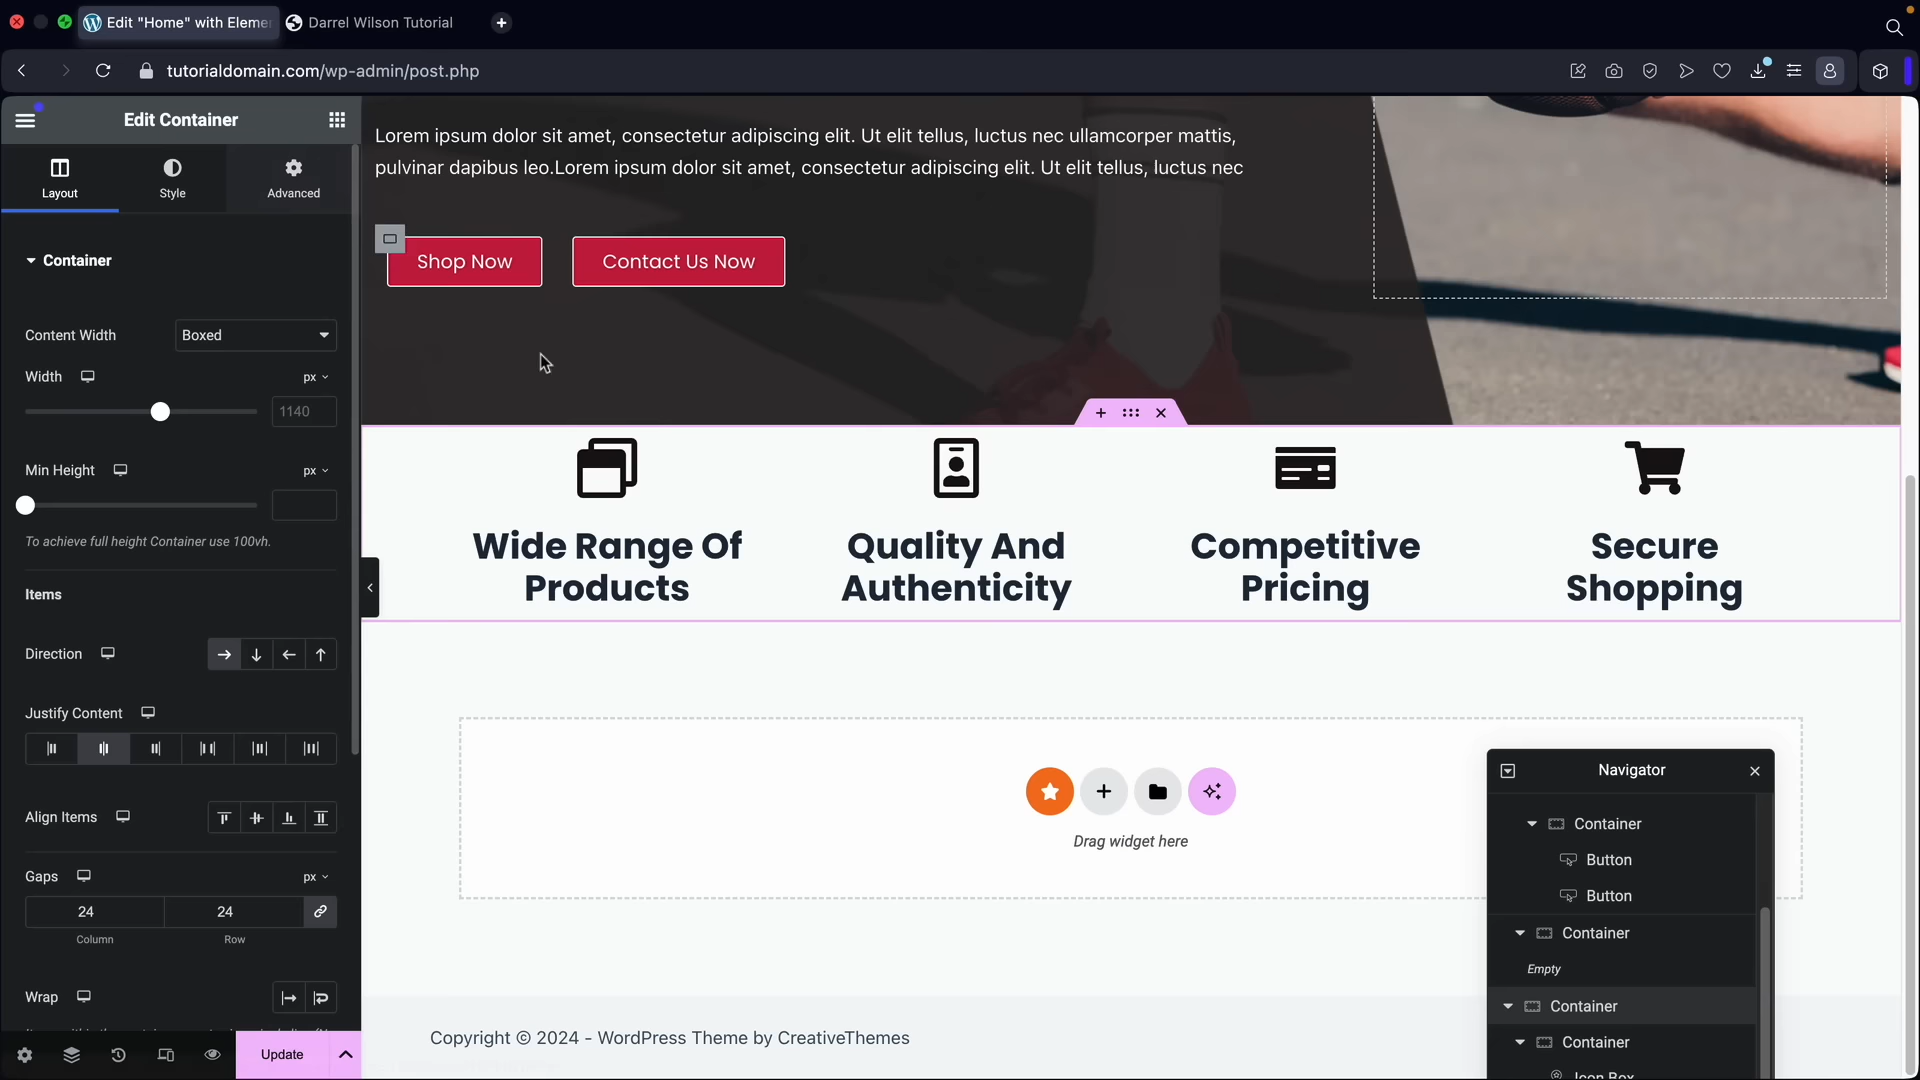 Edit "Home" with Eleme
Darrel Wilson Tutorial
tutorialdomain.com/wp-admin/post.php
Edit Container
Layout
Style
Advanced
Container
Content Width
Boxed
Width
px
1140
Min Height
px
To achieve full height Container use 100vh.
Items
Direction
Justify Content
Align Items
Gaps
px
24
24
Column
Row
Wrap
Update
Lorem ipsum dolor sit amet, consectetur adipiscing elit. Ut elit tellus, luctus nec ullamcorper mattis,
pulvinar dapibus leo.Lorem ipsum dolor sit amet, consectetur adipiscing elit. Ut elit tellus, luctus nec
Shop Now
Contact Us Now
Wide Range Of
Products
Quality And
Authenticity
Competitive
Pricing
Secure
Shopping
Drag widget here
Copyright © 2024 - WordPress Theme by CreativeThemes
Navigator
Container
Button
Button
Container
Empty
Container
Container
Icon Box